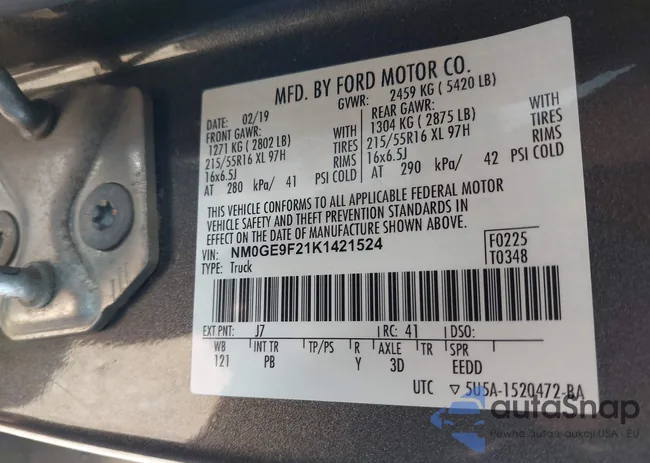 MFD. BY FORD MOTOR CO.
DATE: 02/19 GVWR: 2459 KG ( 5420 LB)
FRONT GAWR: REAR GAWR:
1271 KG ( 2802 LB) 1304 KG ( 2875 LB)
215/55R16 XL 97H TIRES 215/55R16 XL 97H TIRES
16x6.5J RIMS 16x6.5J RIMS
AT 280 kPa/ 41 PSI COLD AT 290 kPa/ 42 PSI COLD
THIS VEHICLE CONFORMS TO ALL APPLICABLE FEDERAL MOTOR
VEHICLE SAFETY AND THEFT PREVENTION STANDARDS IN
EFFECT ON THE DATE OF MANUFACTURE SHOWN ABOVE.
VIN: NM0GE9F21K1421524 F0225
TYPE: Truck T0348
EXT PNT: J7 RC: 41 DSO:
WB INT TR TP/PS R AXLE TR SPR
121 PB Y 3D EEDD
UTC ▽ 5U5A-1520472-BA
autoSnap
Pewne auta z aukcji USA - EU